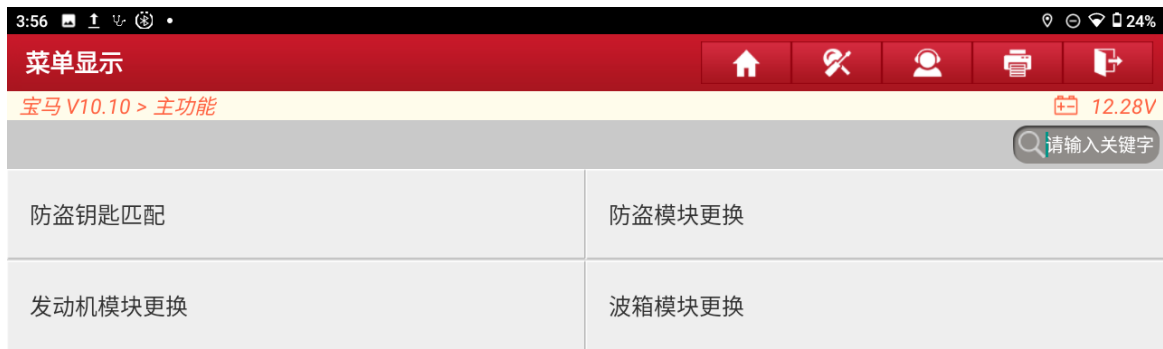 3:56 24%
菜单显示
宝马 V10.10 > 主功能 12.28V
请输入关键字
防盗钥匙匹配 防盗模块更换
发动机模块更换 波箱模块更换